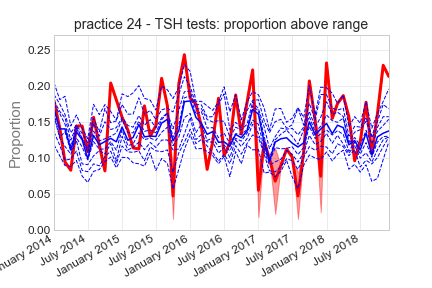 practice 24 - TSH tests: proportion above range
Proportion
0.25
0.20
0.15
0.10
0.05
0.00
nuary 2014
July 2014
January 2015
July 2015
January 2016
July 2016
January 2017
July 2017
January 2018
July 2018